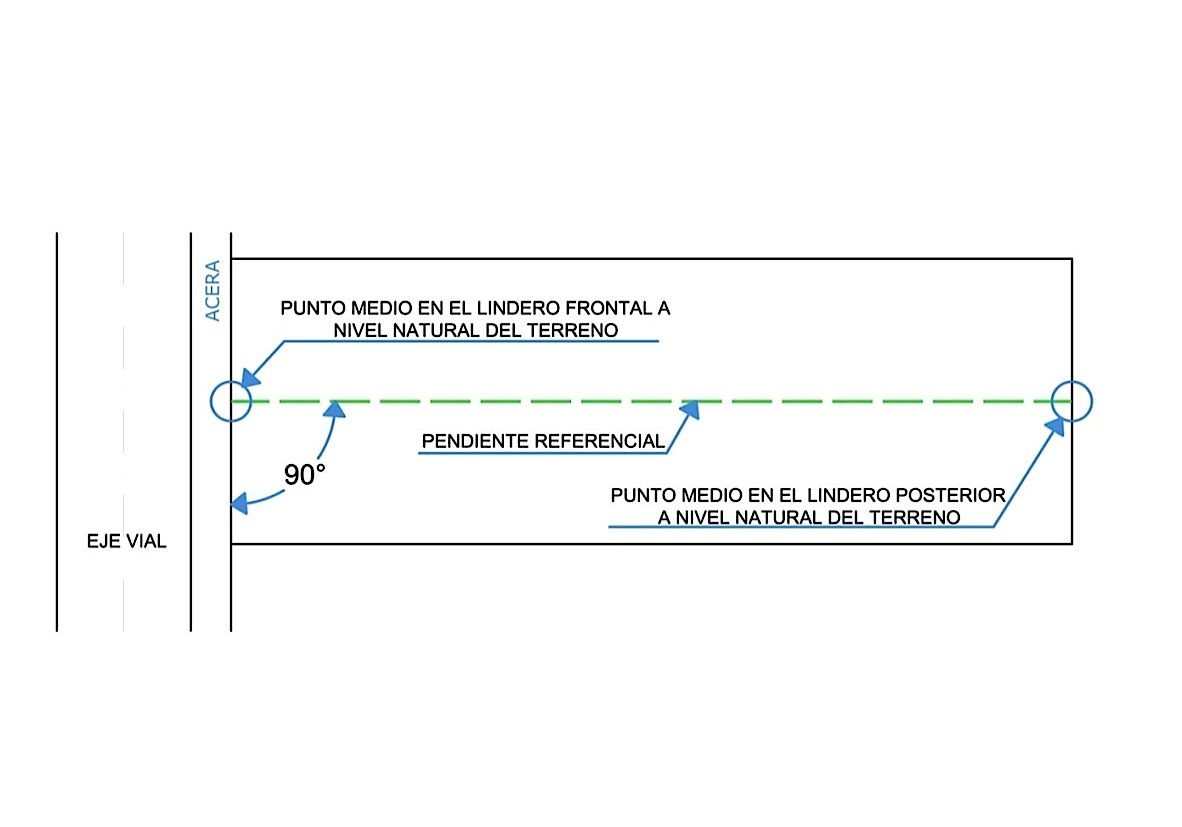 ACERA
PUNTO MEDIO EN EL LINDERO FRONTAL A
NIVEL NATURAL DEL TERRENO
PENDIENTE REFERENCIAL
90°
PUNTO MEDIO EN EL LINDERO POSTERIOR
A NIVEL NATURAL DEL TERRENO
EJE VIAL